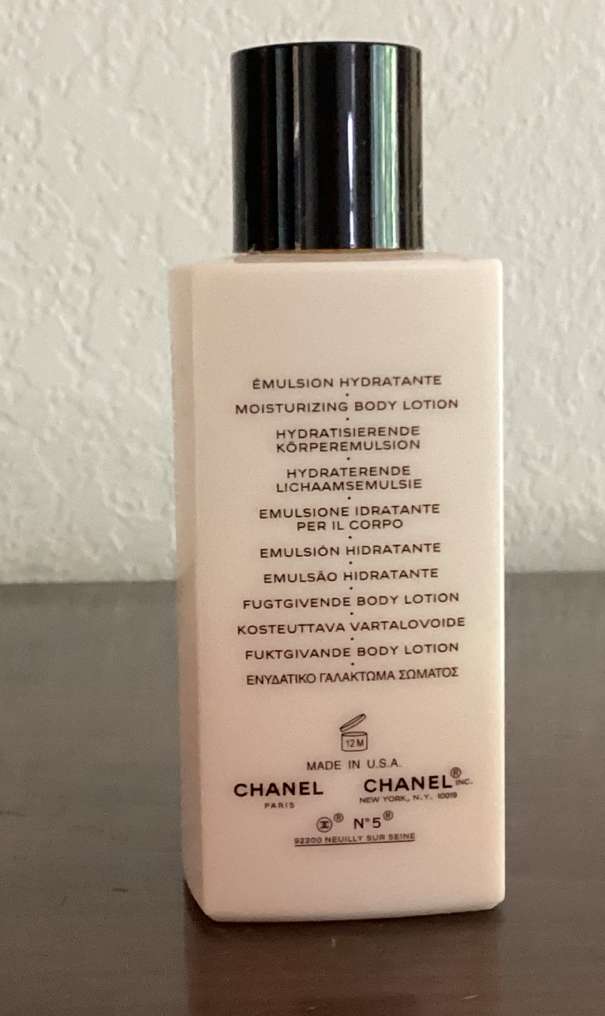 ÉMULSION HYDRATANTE
•
MOISTURIZING BODY LOTION
•
HYDRATISIERENDE
KÖRPEREMULSION
•
HYDRATERENDE
LICHAAMSEMULSIE
•
EMULSIONE IDRATANTE
PER IL CORPO
•
EMULSIÓN HIDRATANTE
•
EMULSÃO HIDRATANTE
•
FUGTGIVENDE BODY LOTION
•
KOSTEUTTAVA VARTALOVOIDE
•
FUKTGIVANDE BODY LOTION
•
ΕΝΥΔΑΤΙΚΟ ΓΑΛΑΚΤΩΜΑ ΣΩΜΑΤΟΣ
12 M
MADE IN U.S.A.
CHANEL CHANEL® INC.
PARIS NEW YORK, N.Y. 10019
® N°5®
92200 NEUILLY SUR SEINE